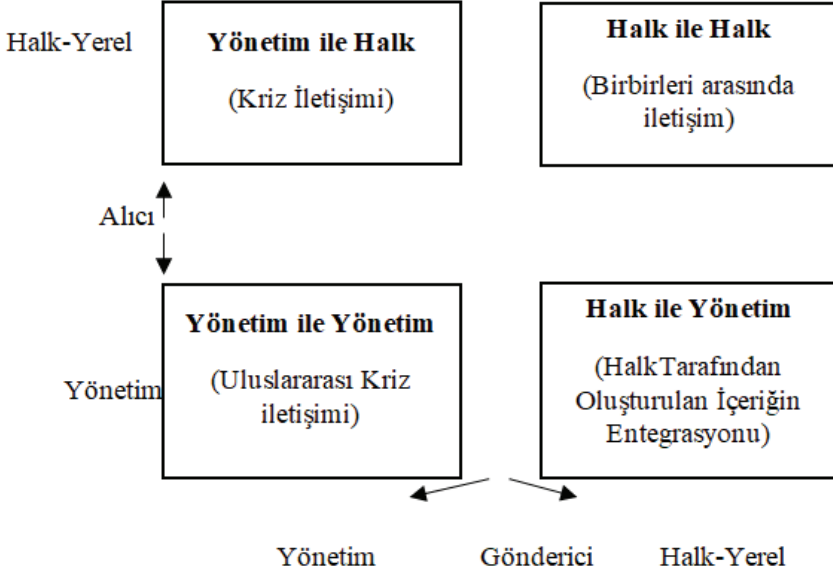 Halk-Yerel
Yönetim ile Halk
(Kriz İletişimi)
Halk ile Halk
(Birbirleri arasında
iletişim)
Alıcı
Yönetim
Yönetim ile Yönetim
(Uluslararası Kriz
iletişimi)
Halk ile Yönetim
(HalkTarafından
Oluşturulan İçeriğin
Entegrasyonu)
Yönetim
Gönderici
Halk-Yerel